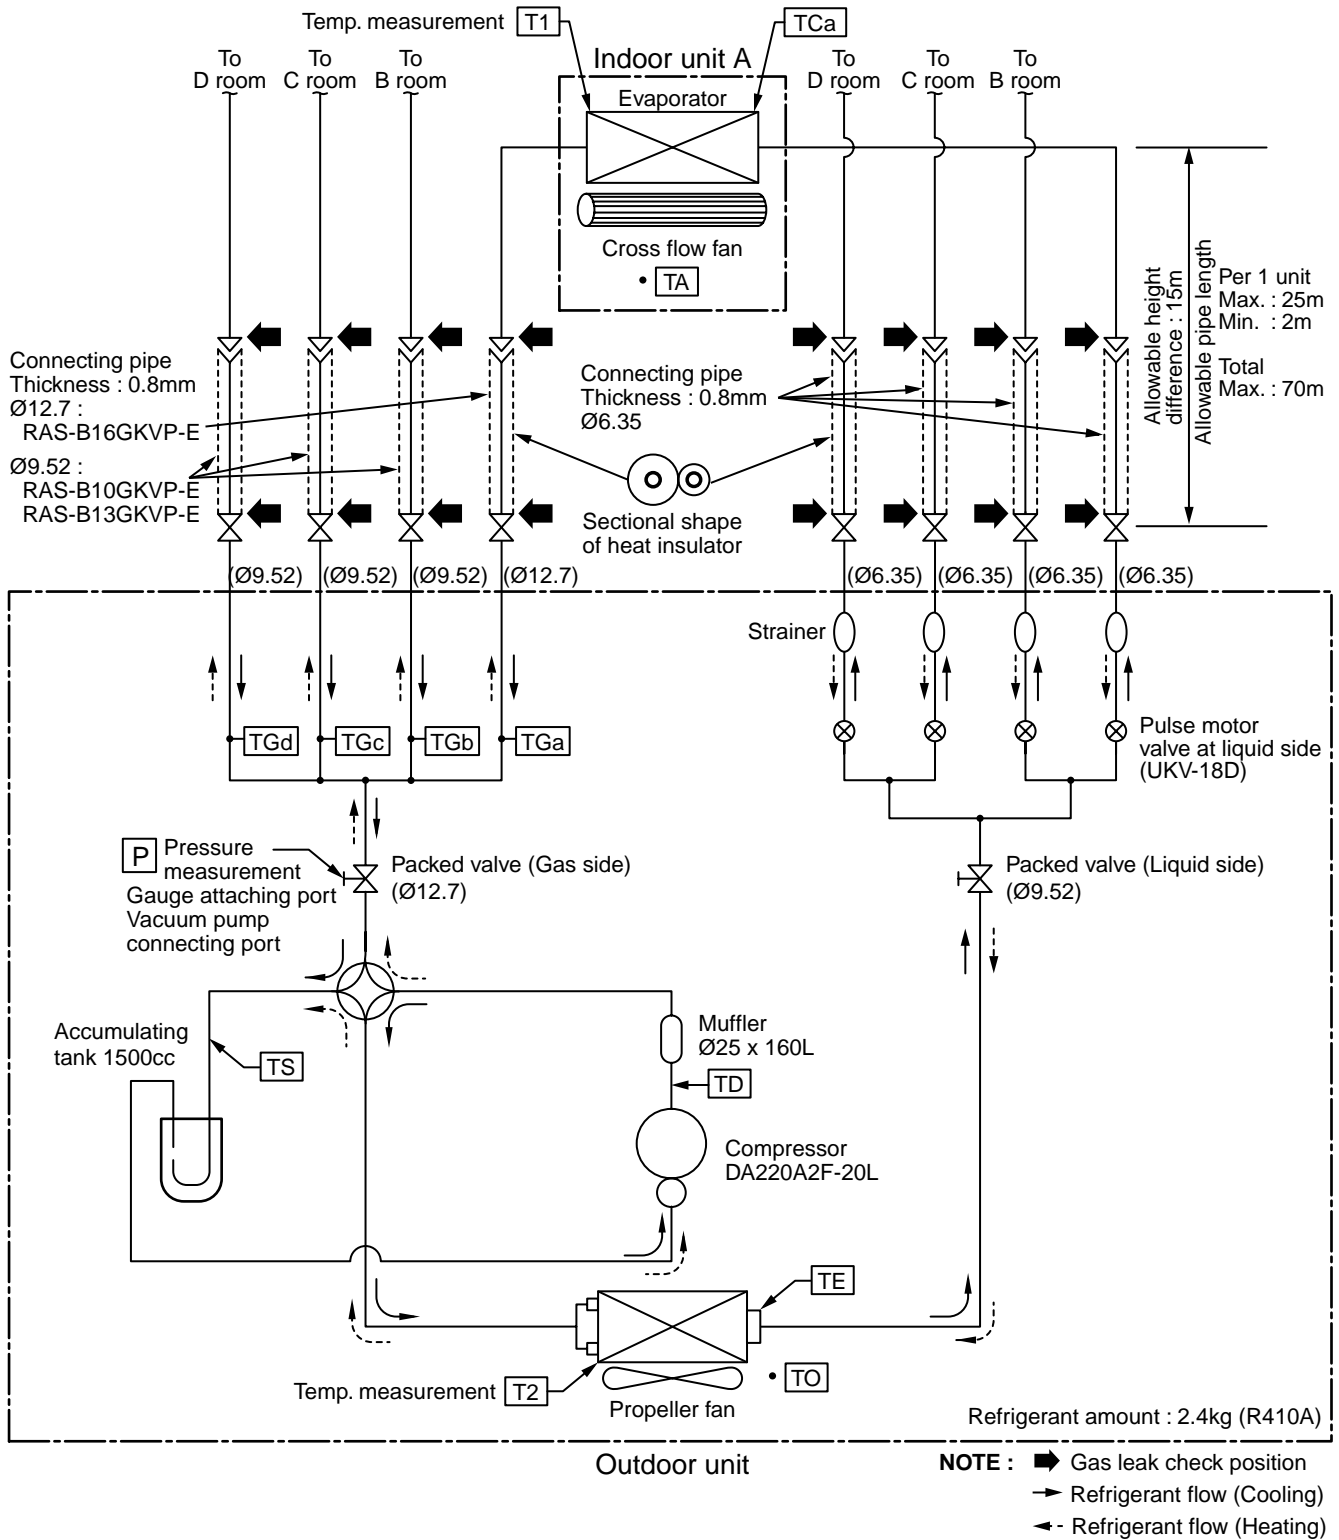 Temp. measurement T1
TCa
To
D room
To
C room
To
B room
Indoor unit A
To
D room
To
C room
To
B room
Evaporator
Cross flow fan
• TA
Allowable height
difference : 15m
Allowable pipe length
Per 1 unit
Max. : 25m
Min. : 2m
Total
Max. : 70m
Connecting pipe
Thickness : 0.8mm
Ø12.7 :
RAS-B16GKVP-E
Ø9.52 :
RAS-B10GKVP-E
RAS-B13GKVP-E
Connecting pipe
Thickness : 0.8mm
Ø6.35
Sectional shape
of heat insulator
(Ø9.52) (Ø9.52) (Ø9.52) (Ø12.7)
(Ø6.35) (Ø6.35) (Ø6.35) (Ø6.35)
Strainer
TGd TGc TGb TGa
Pulse motor
valve at liquid side
(UKV-18D)
P Pressure
measurement
Gauge attaching port
Vacuum pump
connecting port
Packed valve (Gas side)
(Ø12.7)
Packed valve (Liquid side)
(Ø9.52)
Accumulating
tank 1500cc
TS
Muffler
Ø25 x 160L
TD
Compressor
DA220A2F-20L
TE
Temp. measurement T2
• TO
Propeller fan
Refrigerant amount : 2.4kg (R410A)
Outdoor unit
NOTE : Gas leak check position
Refrigerant flow (Cooling)
Refrigerant flow (Heating)